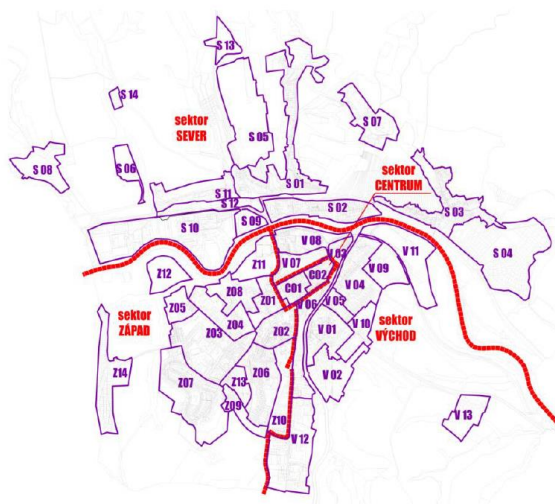 S 13
S 14
sektor
SEVER
S 05
S 07
S 08
S 06
S 01
sektor
CENTRUM
S 11
S 12
S 02
S 03
S 09
S 10
S 04
V 08
V 03
V 11
Z11
V 07
Z12
C02
V 09
C01
V 04
Z08
Z01
Z05
V 06
V 05
sektor
ZÁPAD
Z04
Z03
Z02
V 01
V 10
sektor
VÝCHOD
Z14
Z07
Z13
Z06
V 02
Z09
Z10
V 12
V 13